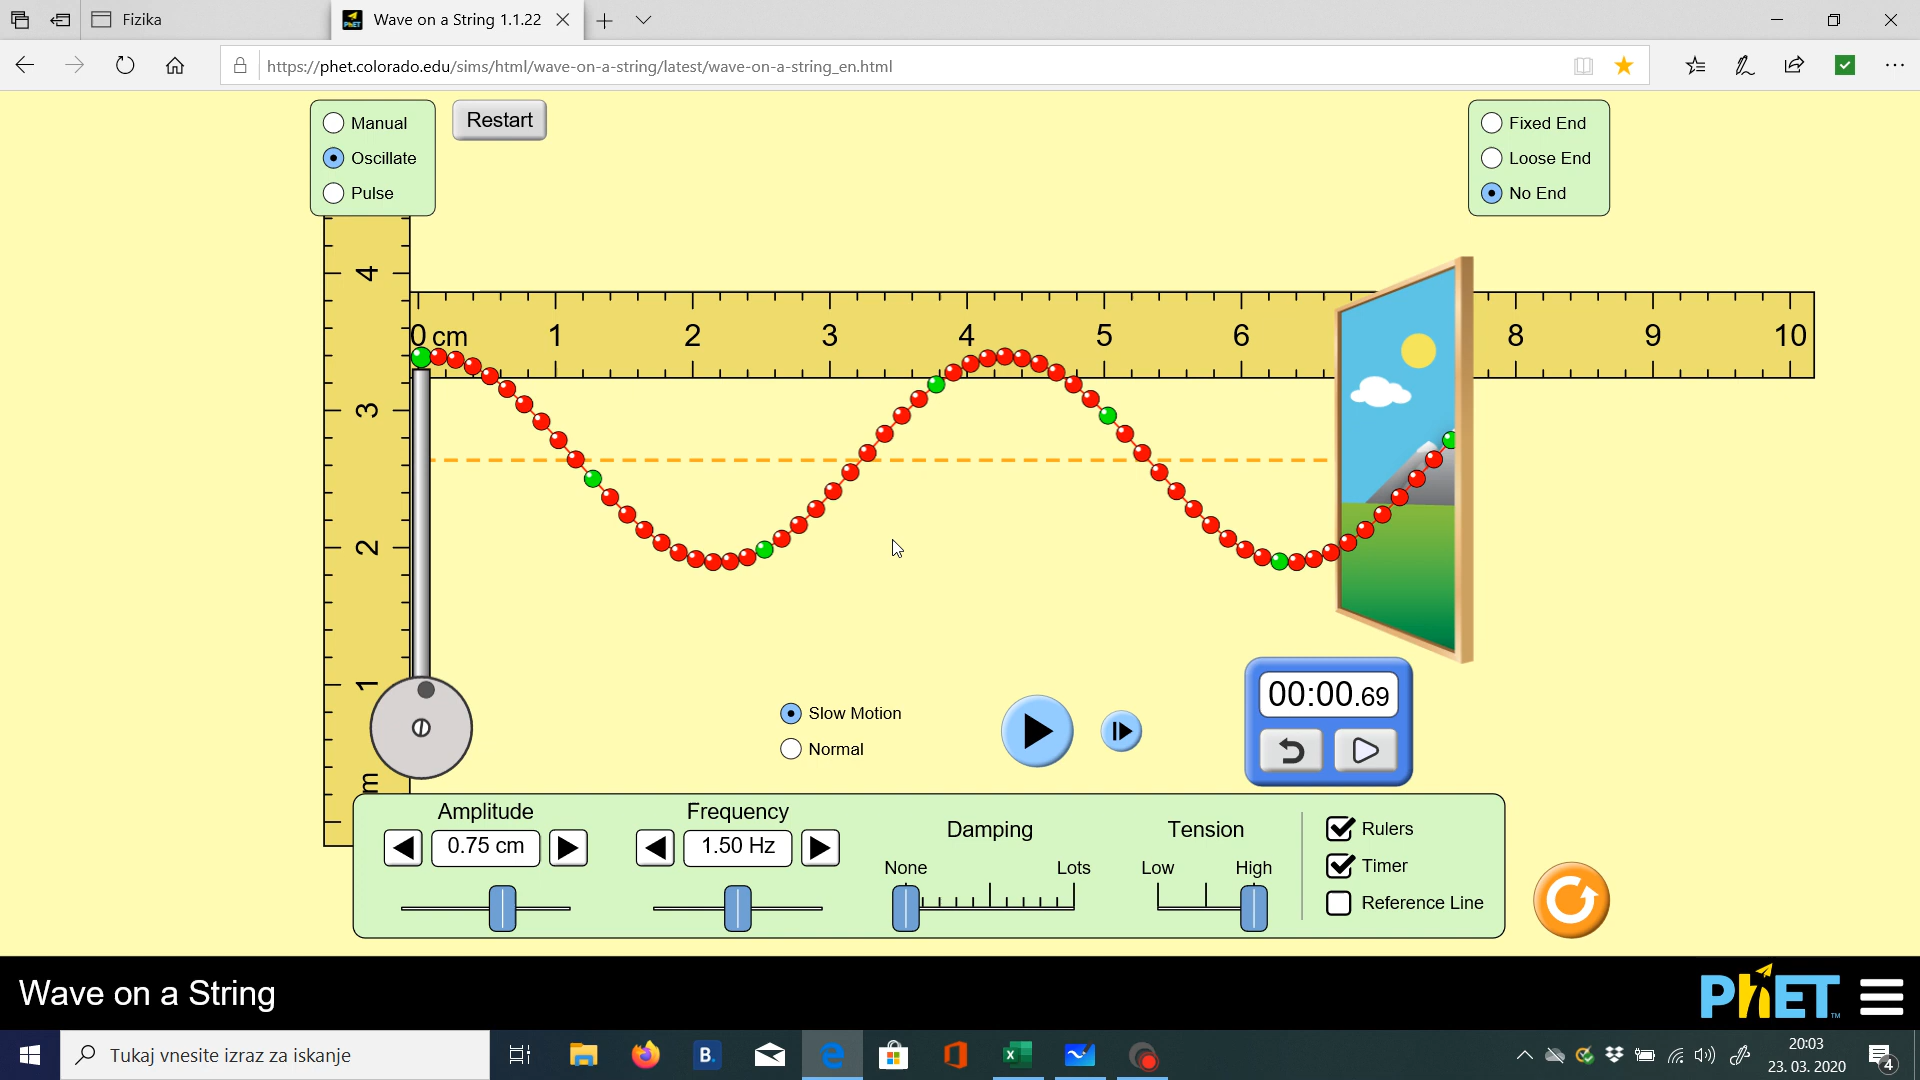 Fizika
Wave on a String 1.1.22
https://phet.colorado.edu/sims/html/wave-on-a-string/latest/wave-on-a-string_en.html
Manual
Oscillate
Pulse
Restart
Fixed End
Loose End
No End
4
3
2
1
m
0 cm 1 2 3 4 5 6 8 9 10
00:00.69
Slow Motion
Normal
Amplitude
0.75 cm
Frequency
1.50 Hz
Damping
None Lots
Tension
Low High
Rulers
Timer
Reference Line
Wave on a String
PhET
Tukaj vnesite izraz za iskanje
B.
20:03
23. 03. 2020
4